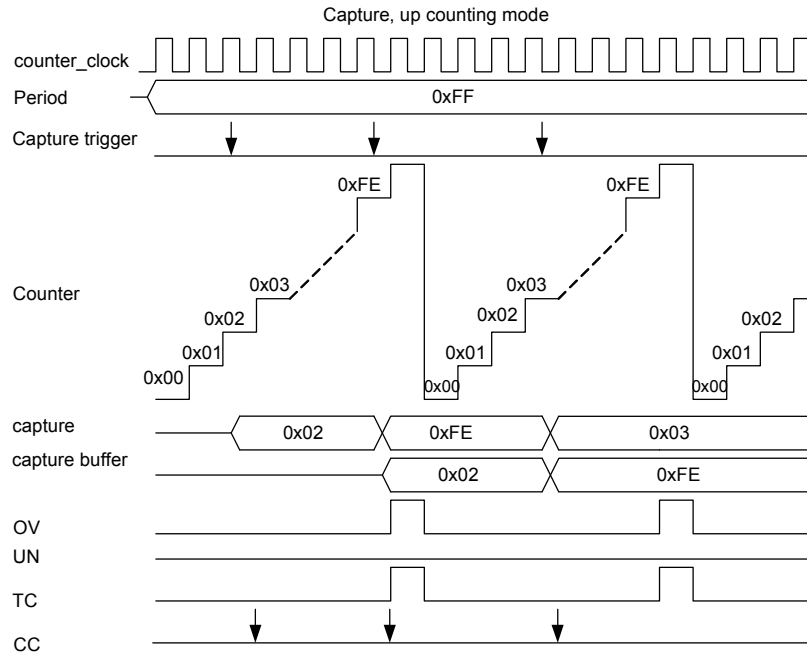 Capture, up counting mode
counter_clock
Period
0xFF
Capture trigger
0xFE
0xFE
Counter
0x03
0x03
0x02
0x02
0x02
0x01
0x01
0x01
0x00
0x00
0x00
capture
0x02
0xFE
0x03
capture buffer
0x02
0xFE
OV
UN
TC
CC